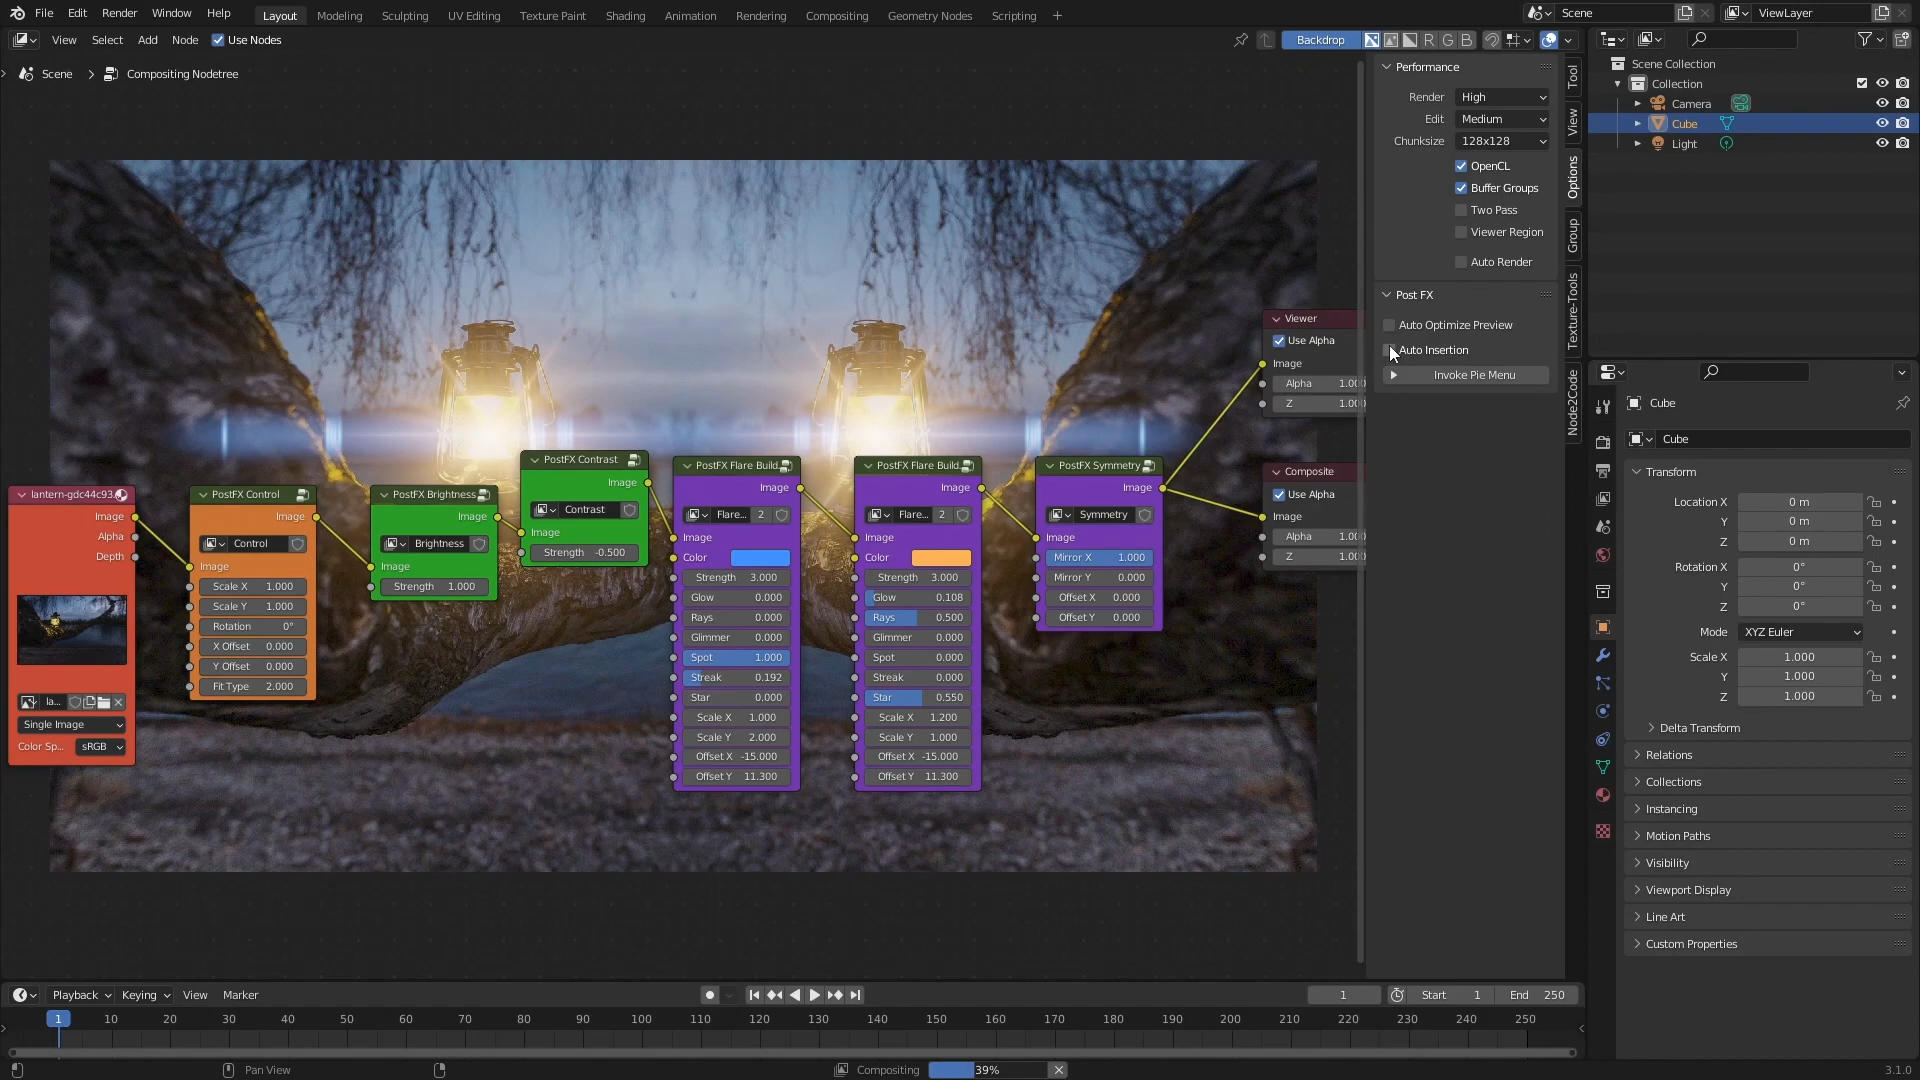 File Edit Render Window Help Layout Modeling Sculpting UV Editing Texture Paint Shading Animation Rendering Compositing Geometry Nodes Scripting + Scene ViewLayer
View Select Add Node Use Nodes Backdrop R G B
Scene > Compositing Nodetree
Performance
Render High
Edit Medium
Chunksize 128x128
OpenCL
Buffer Groups
Two Pass
Viewer Region
Auto Render
Post FX
Auto Optimize Preview
Auto Insertion
Invoke Pie Menu
Tool
View
Options
Group
Texture-Tools
Node2Code
Viewer
Use Alpha
Image
Alpha 1.000
Z 1.000
Composite
Use Alpha
Image
Alpha 1.000
Z 1.000
lantern-gdc44c93.
Image
Alpha
Depth
la...
Single Image
Color Sp... sRGB
PostFX Control
Image
Control
Image
Scale X 1.000
Scale Y 1.000
Rotation 0°
X Offset 0.000
Y Offset 0.000
Fit Type 2.000
PostFX Brightness
Image
Brightness
Image
Strength 1.000
PostFX Contrast
Image
Contrast
Image
Strength -0.500
PostFX Flare Build.
Image
Flare... 2
Image
Color
Strength 3.000
Glow 0.000
Rays 0.000
Glimmer 0.000
Spot 1.000
Streak 0.192
Star 0.000
Scale X 1.000
Scale Y 2.000
Offset X -15.000
Offset Y 11.300
PostFX Flare Build.
Image
Flare... 2
Image
Color
Strength 3.000
Glow 0.108
Rays 0.500
Glimmer 0.000
Spot 0.000
Streak 0.000
Star 0.550
Scale X 1.200
Scale Y 1.000
Offset X -15.000
Offset Y 11.300
PostFX Symmetry
Image
Symmetry
Image
Mirror X 1.000
Mirror Y 0.000
Offset X 0.000
Offset Y 0.000
Scene Collection
Collection
Camera
Cube
Light
Cube
Cube
Transform
Location X 0 m
Y 0 m
Z 0 m
Rotation X 0°
Y 0°
Z 0°
Mode XYZ Euler
Scale X 1.000
Y 1.000
Z 1.000
Delta Transform
Relations
Collections
Instancing
Motion Paths
Visibility
Viewport Display
Line Art
Custom Properties
Playback Keying View Marker 1 Start 1 End 250
1 10 20 30 40 50 60 70 80 90 100 110 120 130 140 150 160 170 180 190 200 210 220 230 240 250
Pan View Compositing 39% 3.1.0